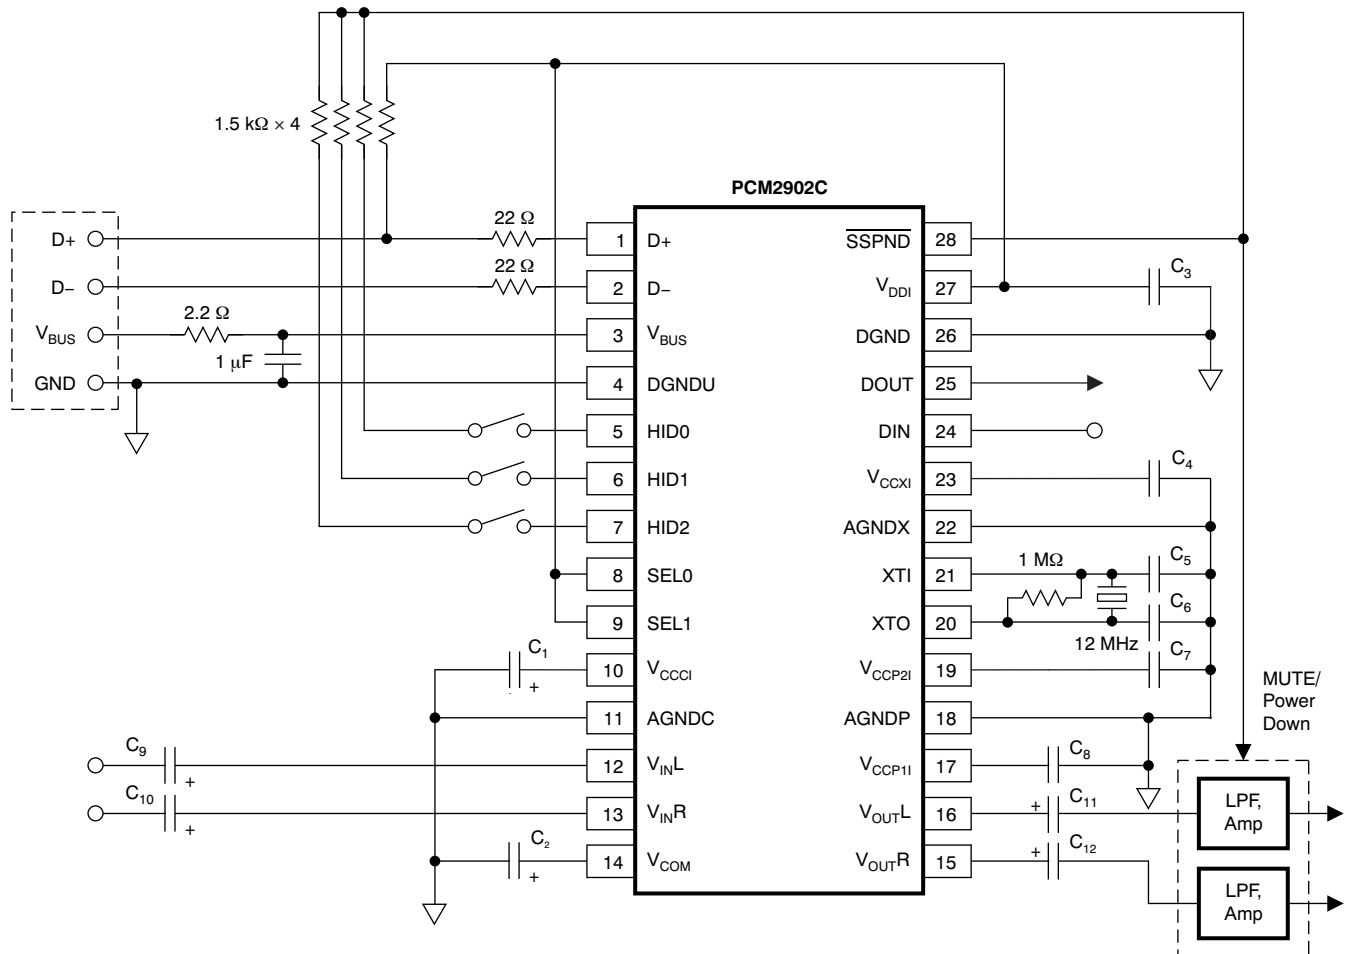 1.5 kΩ × 4
PCM2902C
D+
22 Ω
1
D+
SSPND
28
D–
22 Ω
2
D–
VDDI
27
C3
VBUS
2.2 Ω
3
VBUS
DGND
26
1 μF
GND
4
DGNDU
DOUT
25
5
HID0
DIN
24
6
HID1
VCCXI
23
C4
7
HID2
AGNDX
22
8
SEL0
XTI
21
1 MΩ
C5
9
SEL1
XTO
20
12 MHz
C6
C1
+
10
VCCCI
VCCP2I
19
C7
11
AGNDC
AGNDP
18
MUTE/
Power
Down
C9
+
12
VINL
VCCP1I
17
C8
C10
+
13
VINR
VOUTL
16
+
C11
LPF,
Amp
C2
+
14
VCOM
VOUTR
15
+
C12
LPF,
Amp